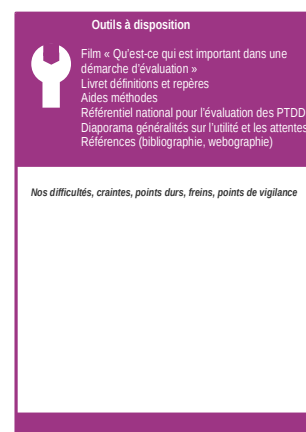 Outils à disposition
Film « Qu'est-ce qui est important dans une
démarche d'évaluation »
Livret définitions et repères
Aides méthodes
Référentiel national pour l'évaluation des PTDD
Diaporama généralités sur l'utilité et les attentes
Références (bibliographie, webographie)
Nos difficultés, craintes, points durs, freins, points de vigilance